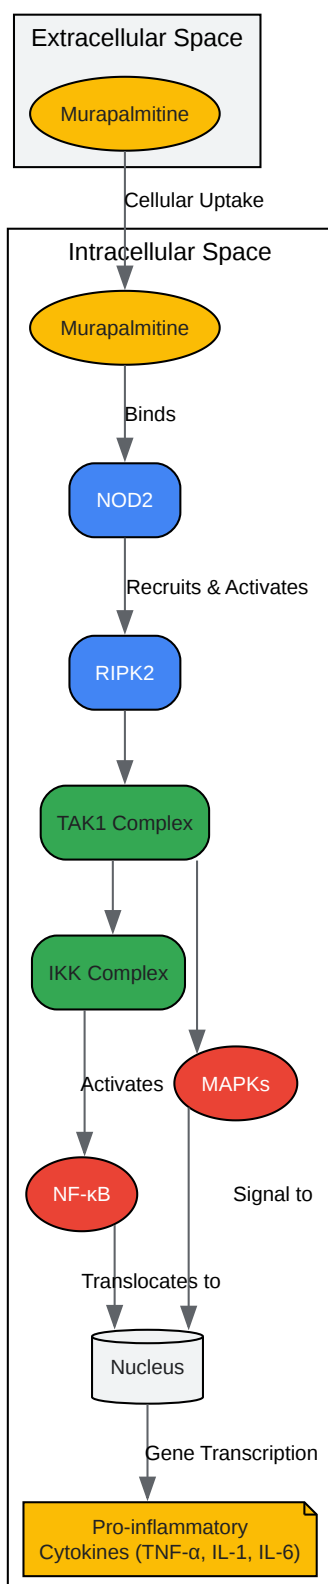 Extracellular Space
Murapalmitine
Cellular Uptake
Intracellular Space
Murapalmitine
Binds
NOD2
Recruits & Activates
RIPK2
TAK1 Complex
IKK Complex
Activates
MAPKs
NF-κB
Signal to
Translocates to
Nucleus
Gene Transcription
Pro-inflammatory
Cytokines (TNF-α, IL-1, IL-6)